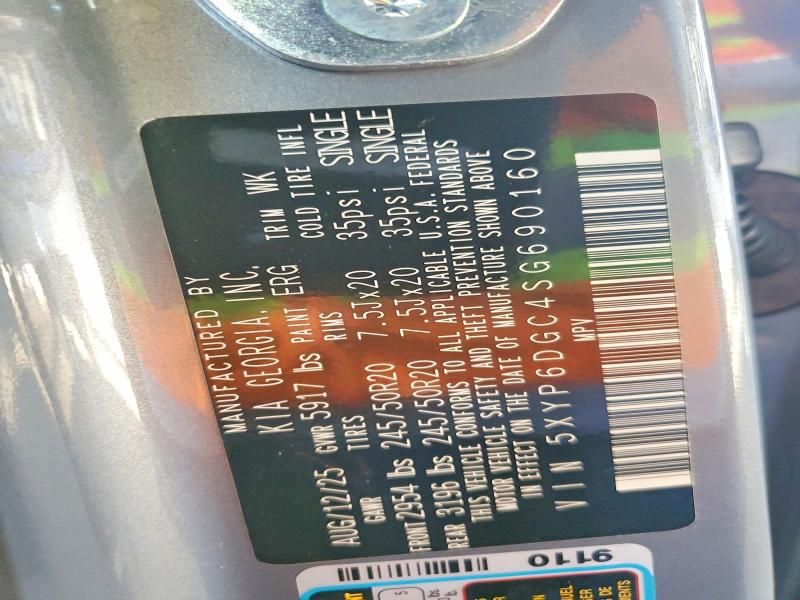 MANUFACTURED BY
KIA GEORGIA, INC.
AUG/12/25 GVWR 5917 lbs PAINT ERG TRIM WK
GAWR TIRES RIMS COLD TIRE INFL
FRONT 2954 lbs 245/50R20 7.5Jx20 35psi SINGLE
REAR 3196 lbs 245/50R20 7.5Jx20 35psi SINGLE
THIS VEHICLE CONFORMS TO ALL APPLICABLE U.S.A. FEDERAL
MOTOR VEHICLE SAFETY AND THEFT PREVENTION STANDARDS
IN EFFECT ON THE DATE OF MANUFACTURE SHOWN ABOVE
VIN 5XYP6DGC4SG690160
MPV
9110
5